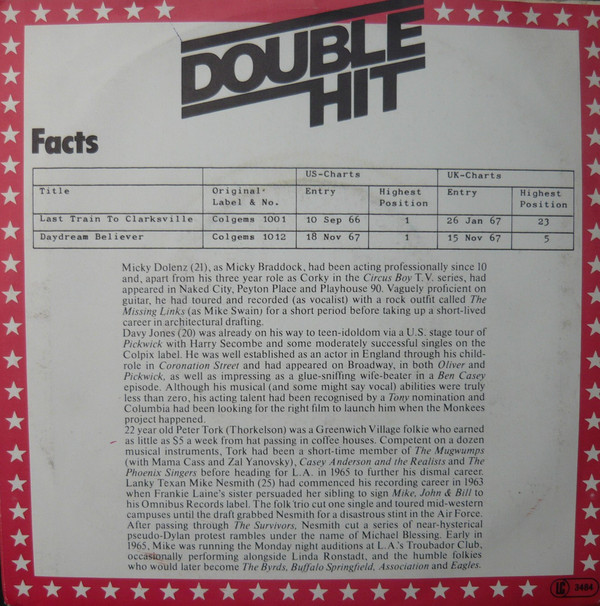 DOUBLE
HIT
Facts
US-Charts UK-Charts
Title Original Entry Highest Entry Highest
Label & No. Position Position
Last Train To Clarksville Colgems 1001 10 Sep 66 1 26 Jan 67 23
Daydream Believer Colgems 1012 18 Nov 67 1 15 Nov 67 5
Micky Dolenz (21), as Micky Braddock, had been acting professionally since 10
and, apart from his three year role as Corky in the Circus Boy T.V. series, had
appeared in Naked City, Peyton Place and Playhouse 90. Vaguely proficient on
guitar, he had toured and recorded (as vocalist) with a rock outfit called The
Missing Links (as Mike Swain) for a short period before taking up a short-lived
career in architectural drafting.
Davy Jones (20) was already on his way to teen-idoldom via a U.S. stage tour of
Pickwick with Harry Secombe and some moderately successful singles on the
Colpix label. He was well established as an actor in England through his child-
role in Coronation Street and had appeared on Broadway, in both Oliver and
Pickwick, as well as impressing as a glue-sniffing wife-beater in a Ben Casey
episode. Although his musical (and some might say vocal) abilities were truly
less than zero, his acting talent had been recognised by a Tony nomination and
Columbia had been looking for the right film to launch him when the Monkees
project happened.
22 year old Peter Tork (Thorkelson) was a Greenwich Village folkie who earned
as little as $5 a week from hat passing in coffee houses. Competent on a dozen
musical instruments, Tork had been a short-time member of The Mugwumps
(with Mama Cass and Zal Yanovsky), Casey Anderson and the Realists and The
Phoenix Singers before heading for L.A. in 1965 to further his dismal career.
Lanky Texan Mike Nesmith (25) had commenced his recording career in 1963
when Frankie Laine's sister persuaded her sibling to sign Mike, John & Bill to
his Omnibus Records label. The folk trio cut one single and toured mid-western
campuses until the draft grabbed Nesmith for a disastrous stint in the Air Force.
After passing through The Survivors, Nesmith cut a series of near-hysterical
pseudo-Dylan protest rambles under the name of Michael Blessing. Early in
1965, Mike was running the Monday night auditions at L.A.'s Troubador Club,
occasionally performing alongside Linda Ronstadt, and the humble folkies
who would later become The Byrds, Buffalo Springfield, Association and Eagles.
LC 3484